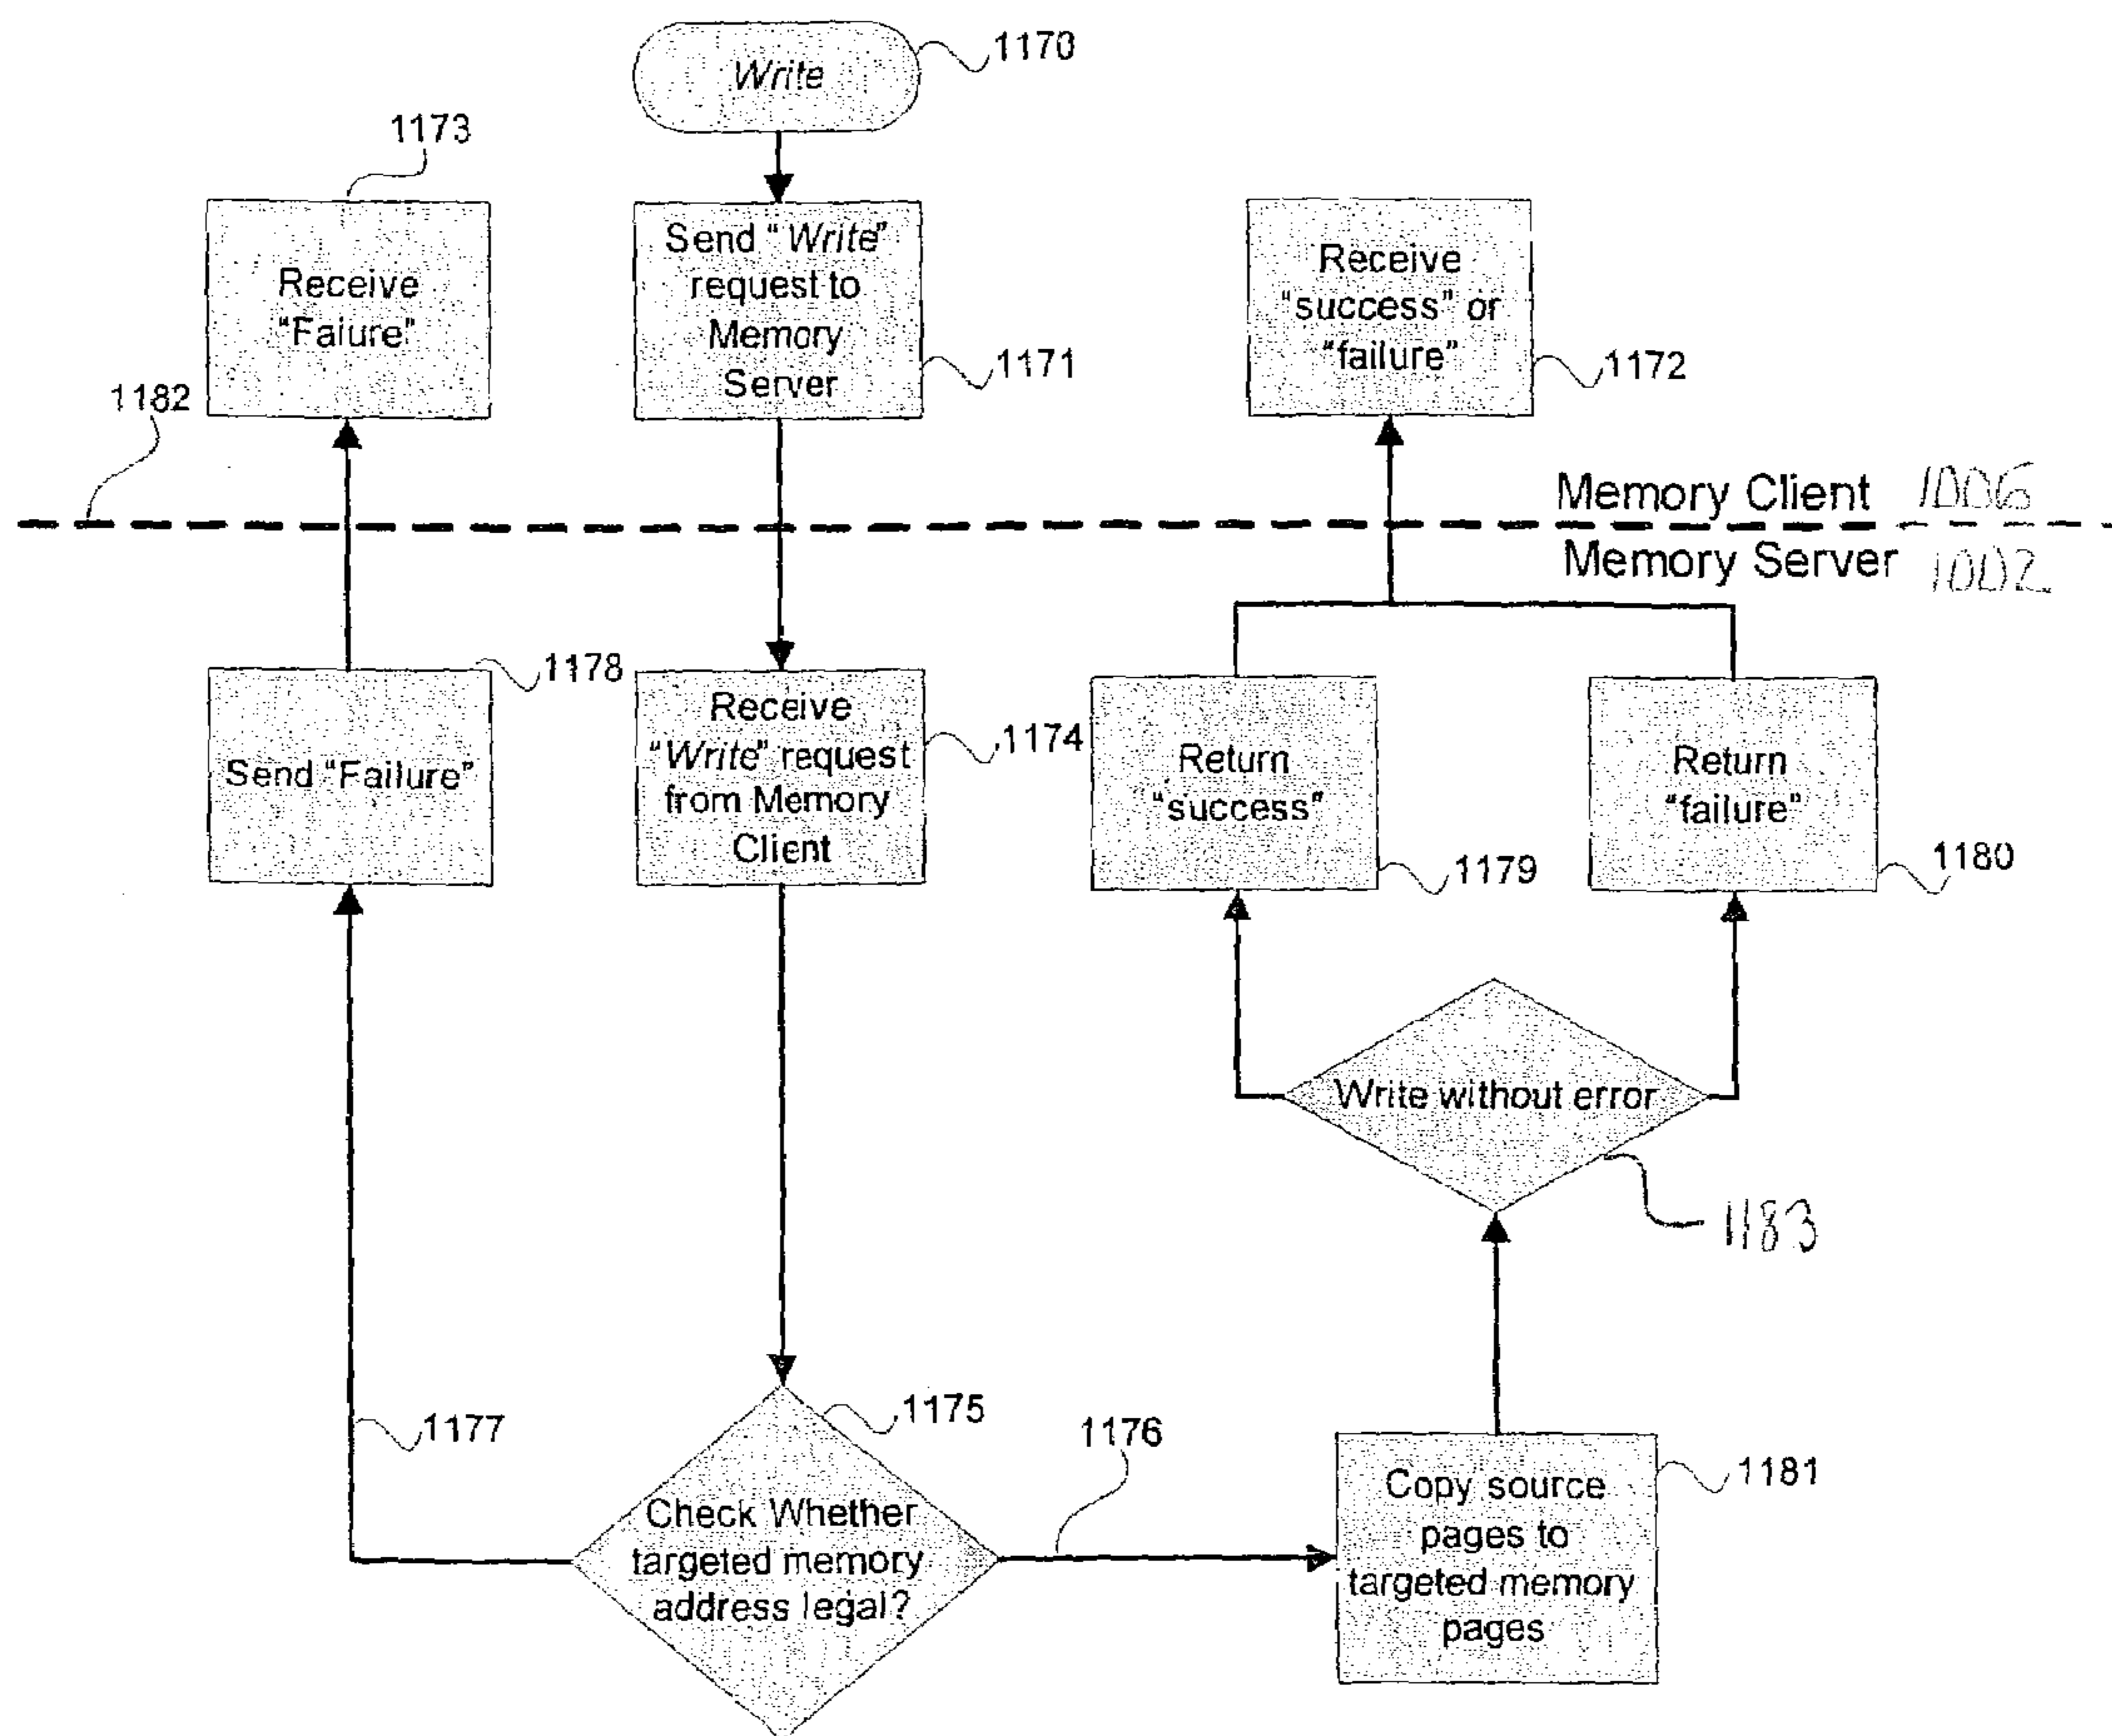 Write
1170
1173
Receive
"Faiure"
Send "Write"
request to
Memory
Server
1171
Receive
"success" or
"failure"
1172
1182
Memory Client 1006
Memory Server 1002
1178
Send "Failure"
Receive
"Write" request
from Memory
Client
1174
Return
"success"
1179
Return
"failure"
1180
Write without error
1183
1177
1175
Check Whether
targeted memory
address legal?
1176
Copy source
pages to
targeted memory
pages
1181